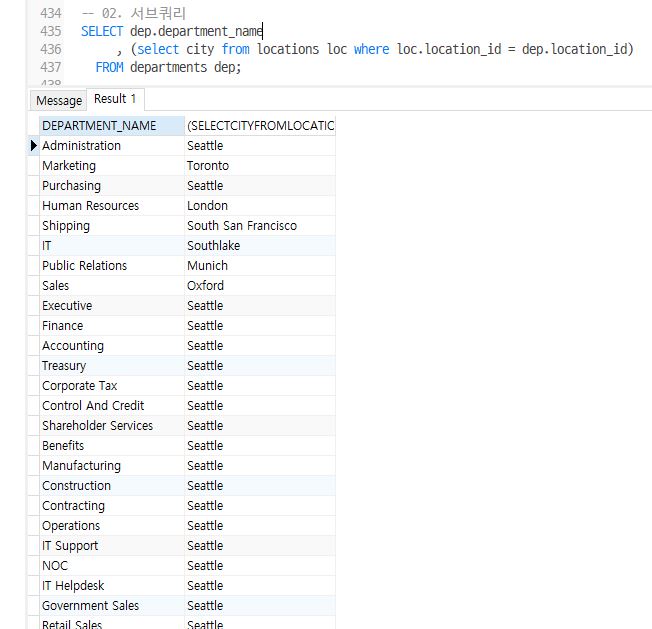 434 -- 02. 서브쿼리
435 SELECT dep.department_name
436 , (select city from locations loc where loc.location_id = dep.location_id)
437 FROM departments dep;
438
Message Result 1
DEPARTMENT_NAME (SELECTCITYFROMLOCATIC
Administration Seattle
Marketing Toronto
Purchasing Seattle
Human Resources London
Shipping South San Francisco
IT Southlake
Public Relations Munich
Sales Oxford
Executive Seattle
Finance Seattle
Accounting Seattle
Treasury Seattle
Corporate Tax Seattle
Control And Credit Seattle
Shareholder Services Seattle
Benefits Seattle
Manufacturing Seattle
Construction Seattle
Contracting Seattle
Operations Seattle
IT Support Seattle
NOC Seattle
IT Helpdesk Seattle
Government Sales Seattle
Retail Sales Seattle